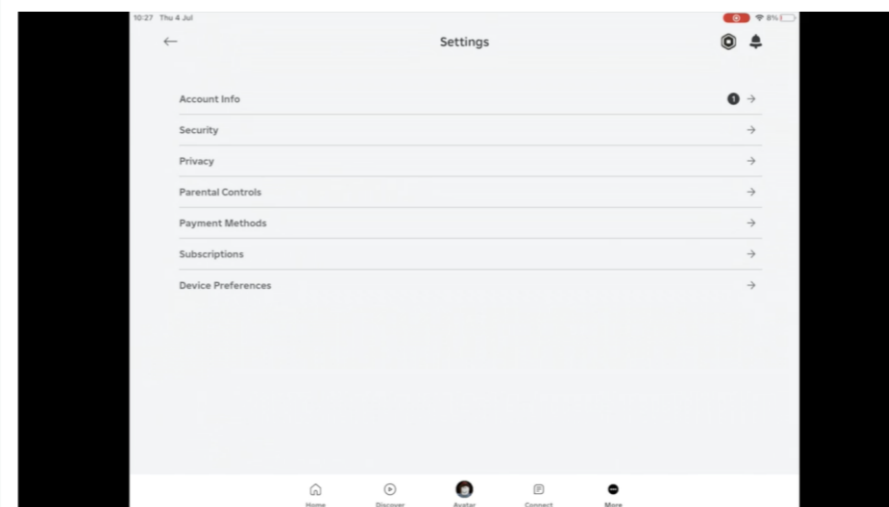 10:27 Thu 4 Jul 8%
Settings
Account Info 1
Security
Privacy
Parental Controls
Payment Methods
Subscriptions
Device Preferences
Home Discover Avatar Connect More